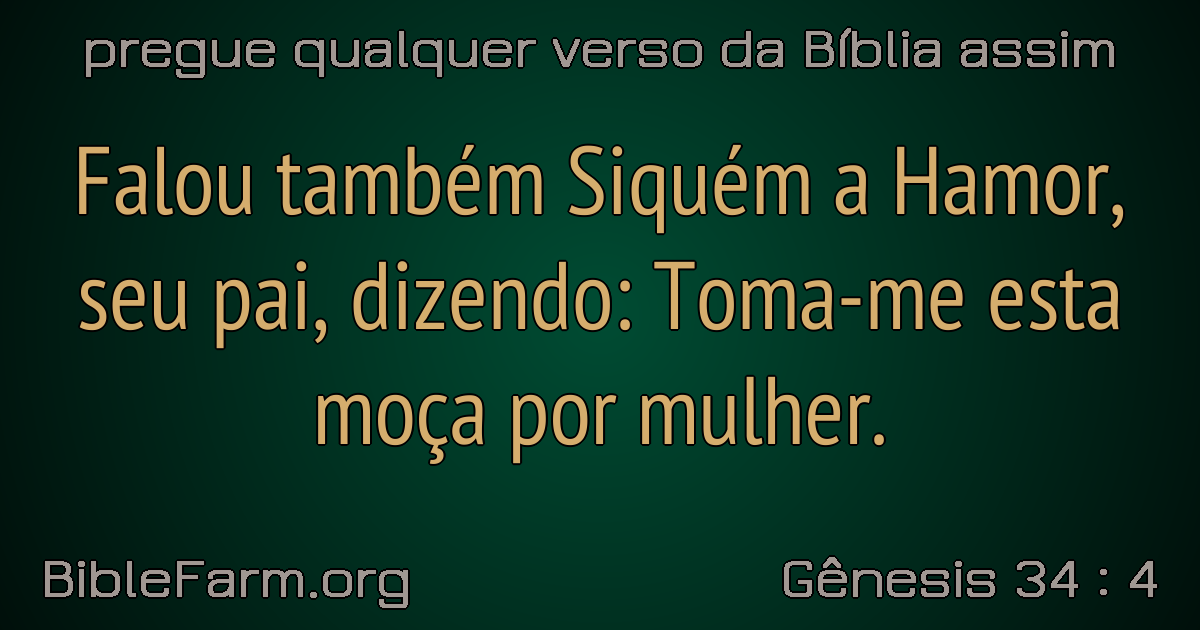 pregue qualquer verso da Bíblia assim
Falou também Siquém a Hamor,
seu pai, dizendo: Toma-me esta
moça por mulher.
BibleFarm.org
Gênesis 34 : 4